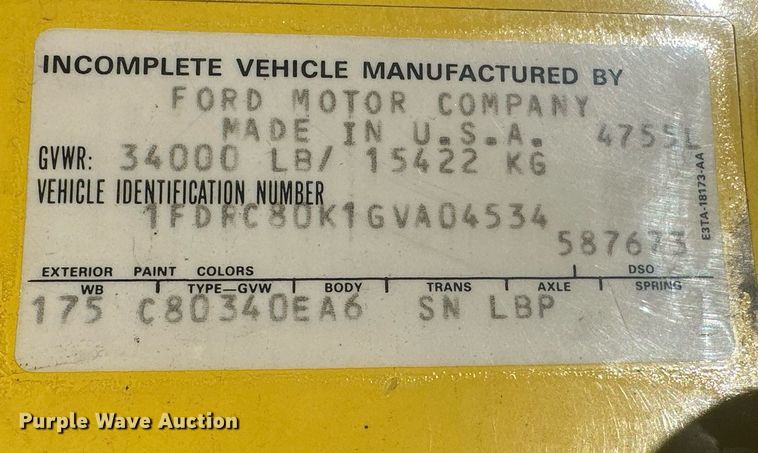 INCOMPLETE VEHICLE MANUFACTURED BY
FORD MOTOR COMPANY
MADE IN U.S.A. 4755L
GVWR: 34000 LB/ 15422 KG
VEHICLE IDENTIFICATION NUMBER
1FDPC80K1GVA04534
587673
EXTERIOR PAINT COLORS DSO
WB TYPE—GVW BODY TRANS AXLE SPRING
175 C80340EA6 SN LBP
E3TA-18173-AA
Purple Wave Auction